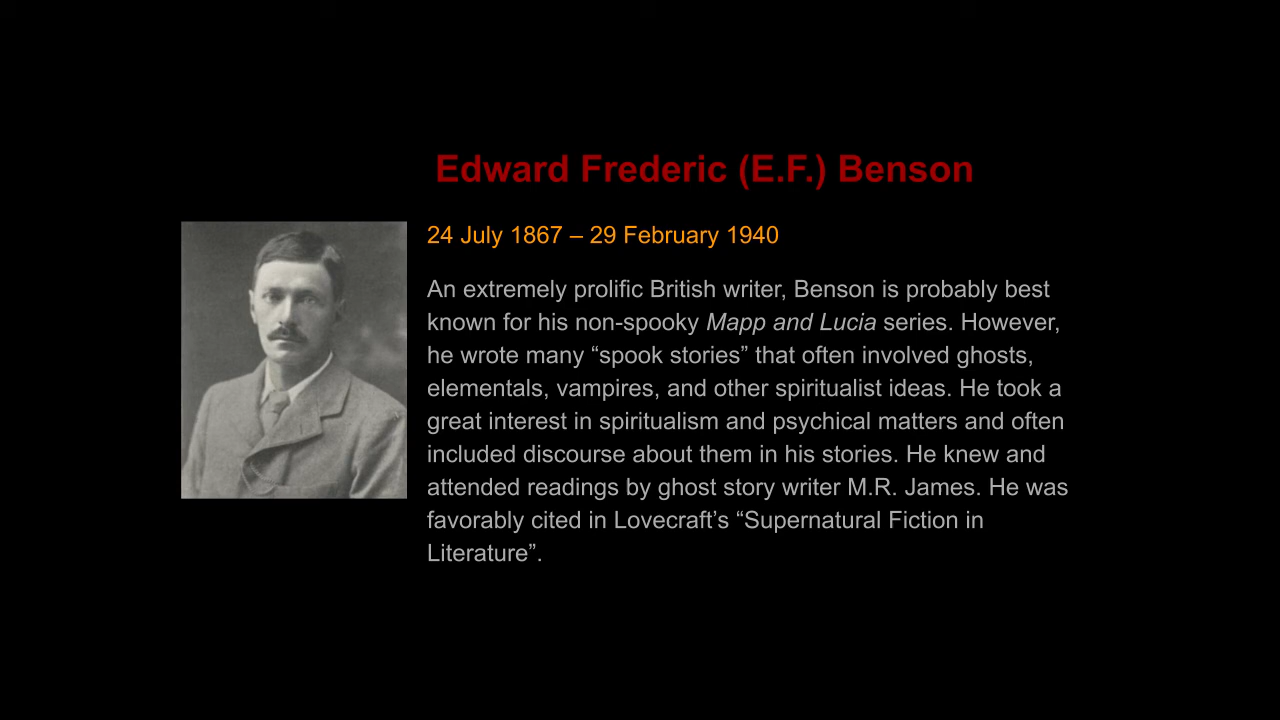 Edward Frederic (E.F.) Benson
24 July 1867 – 29 February 1940
An extremely prolific British writer, Benson is probably best
known for his non-spooky Mapp and Lucia series. However,
he wrote many “spook stories” that often involved ghosts,
elementals, vampires, and other spiritualist ideas. He took a
great interest in spiritualism and psychical matters and often
included discourse about them in his stories. He knew and
attended readings by ghost story writer M.R. James. He was
favorably cited in Lovecraft’s “Supernatural Fiction in
Literature”.